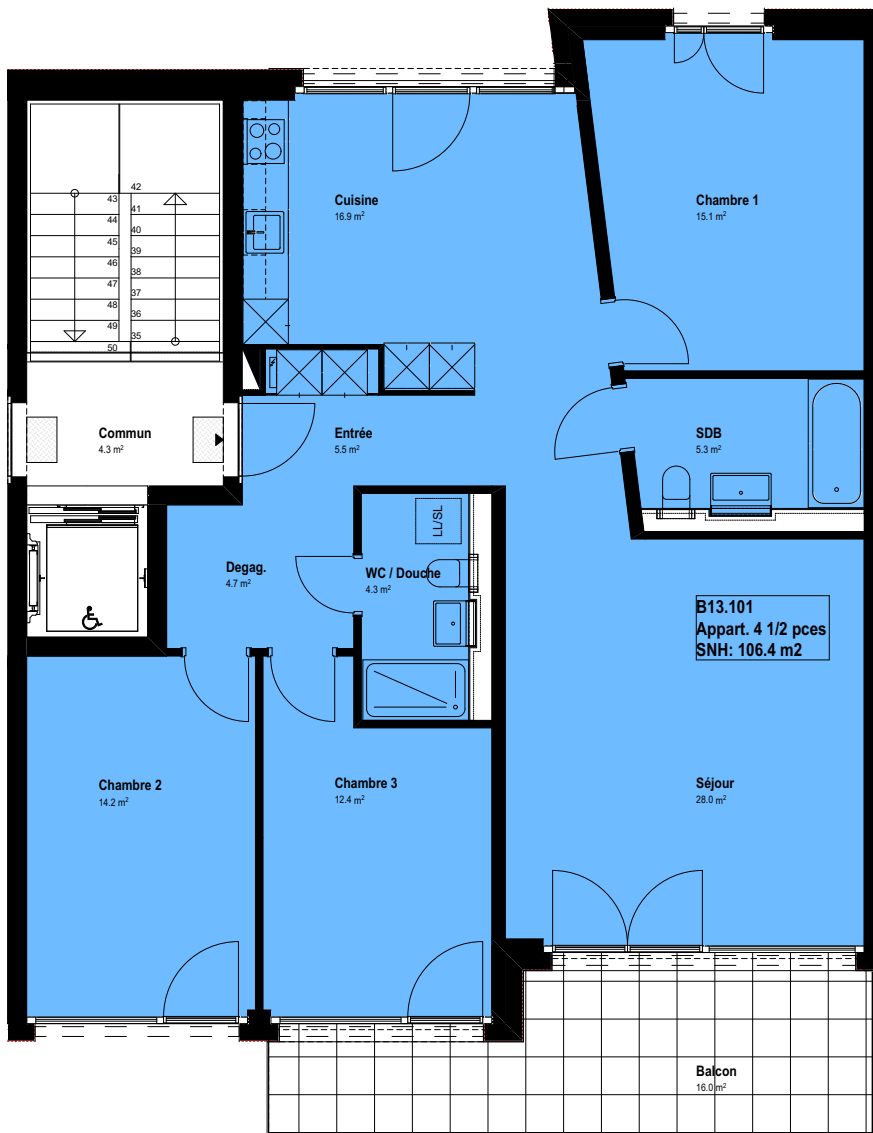 Cuisine
16.9 m²
Chambre 1
15.1 m²
42
43
41
44
40
45
39
46
38
47
37
48
36
49
35
50
Commun
4.3 m²
Entrée
5.5 m²
SDB
5.3 m²
LL/SL
Degag.
4.7 m²
WC / Douche
4.3 m²
B13.101
Appart. 4 1/2 pces
SNH: 106.4 m2
Chambre 2
14.2 m²
Chambre 3
12.4 m²
Séjour
28.0 m²
Balcon
16.0 m²